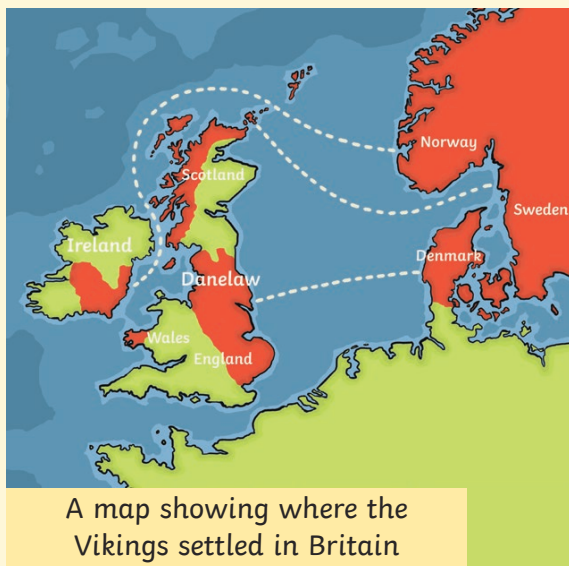 Norway
Scotland
Sweden
Ireland
Denmark
Danelaw
Wales
England
A map showing where the
Vikings settled in Britain